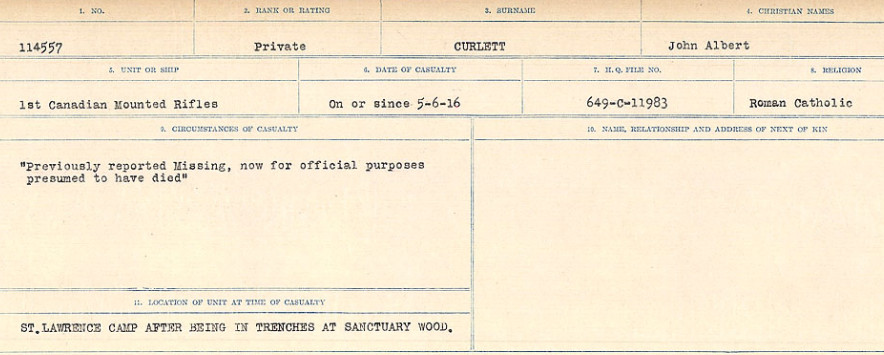 1. NO. 2. RANK OR RATING 3. SURNAME 4. CHRISTIAN NAMES
114557 Private CURLETT John Albert
5. UNIT OR SHIP 6. DATE OF CASUALTY 7. H. Q. FILE NO. 8. RELIGION
1st Canadian Mounted Rifles On or since 5-6-16 649-C-11983 Roman Catholic
9. CIRCUMSTANCES OF CASUALTY 10. NAME, RELATIONSHIP AND ADDRESS OF NEXT OF KIN
"Previously reported Missing, now for official purposes
presumed to have died"
11. LOCATION OF UNIT AT TIME OF CASUALTY
ST.LAWRENCE CAMP AFTER BEING IN TRENCHES AT SANCTUARY WOOD.